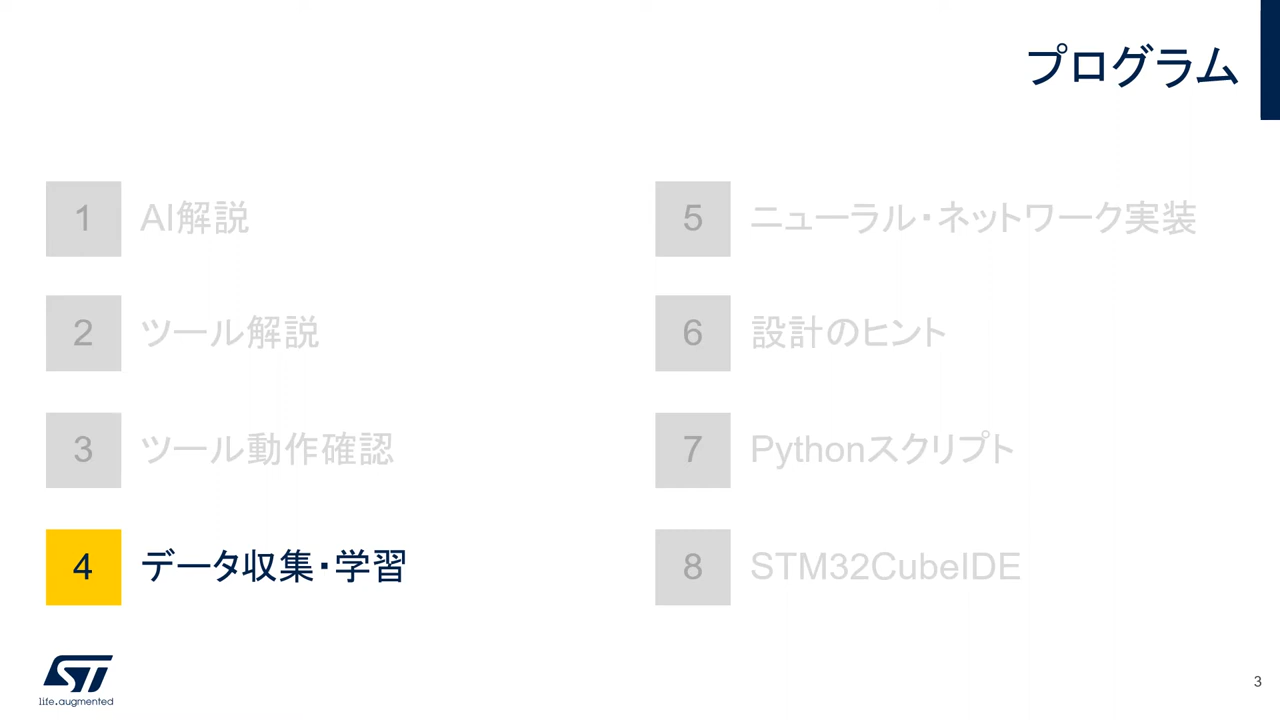 プログラム
1 AI解説
2 ツール解説
3 ツール動作確認
4 データ収集・学習
5 ニューラル・ネットワーク実装
6 設計のヒント
7 Pythonスクリプト
8 STM32CubeIDE
ST
life.augmented
3